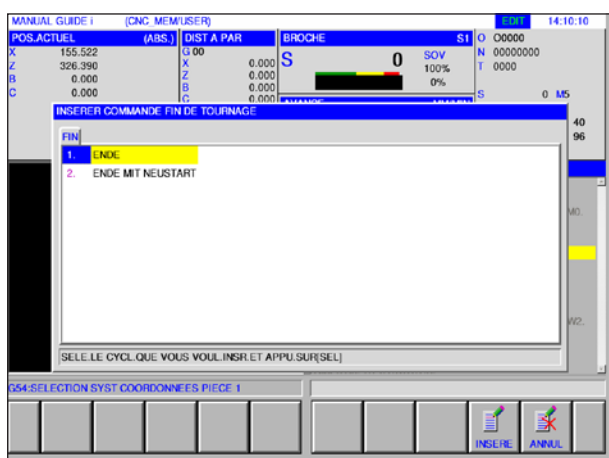 MANUAL GUIDE i (CNC_MEM/USER) EDIT 14:10:10
POS.ACTUEL (ABS.) DIST A PAR BROCHE S1 O O0000
X 155.522 G 00 N 00000000
Z 326.390 X 0.000 S 0 SOV T 0000
B 0.000 Z 0.000 100%
C 0.000 B 0.000 0%
C 0.000 S 0 M5
INSERER COMMANDE FIN DE TOURNAGE
40
96
FIN
1. ENDE
2. ENDE MIT NEUSTART
M0.
W2.
SELE.LE CYCL.QUE VOUS VOUL.INSR.ET APPU.SUR[SEL]
G54:SELECTION SYST COORDONNEES PIECE 1
INSERE ANNUL